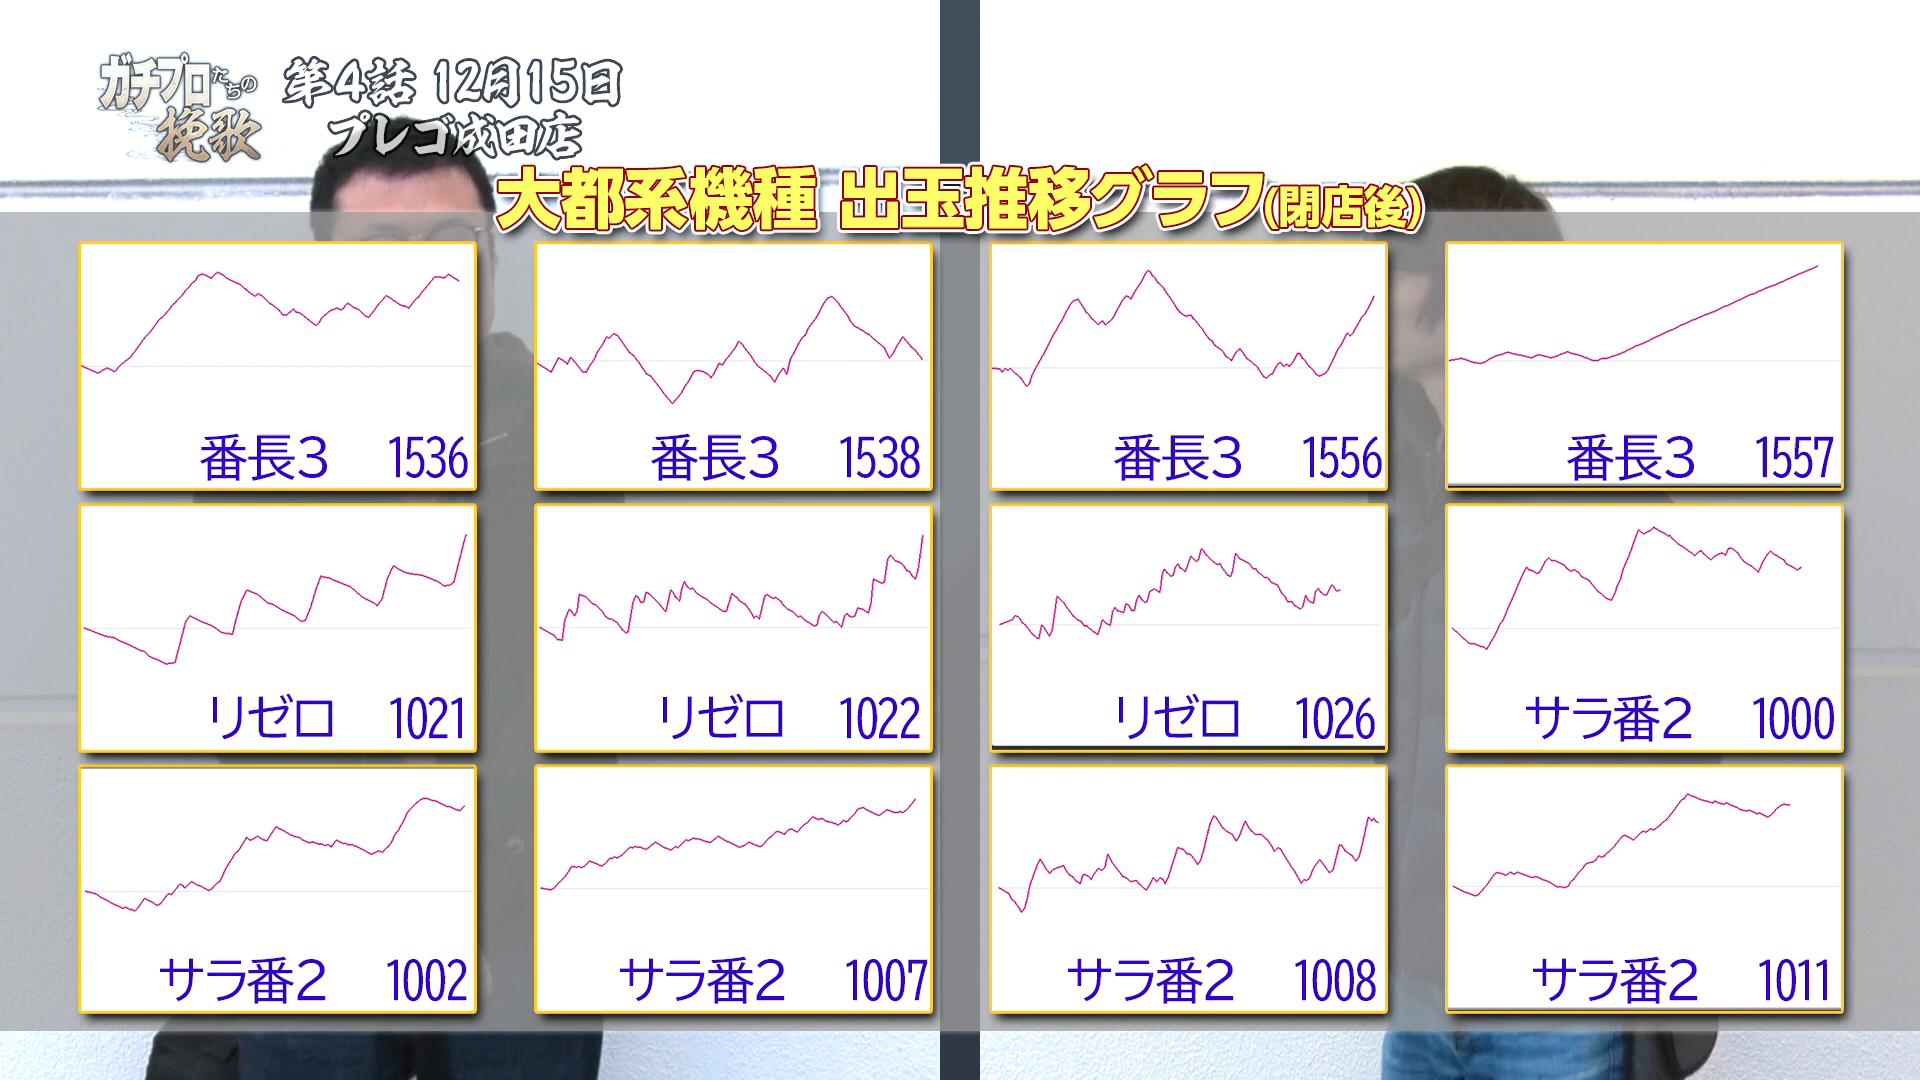 ガチプロたちの
挽歌
第4話 12月15日
プレゴ成田店
大都系機種 出玉推移グラフ(閉店後)
番長3 1536
番長3 1538
番長3 1556
番長3 1557
リゼロ 1021
リゼロ 1022
リゼロ 1026
サラ番2 1000
サラ番2 1002
サラ番2 1007
サラ番2 1008
サラ番2 1011